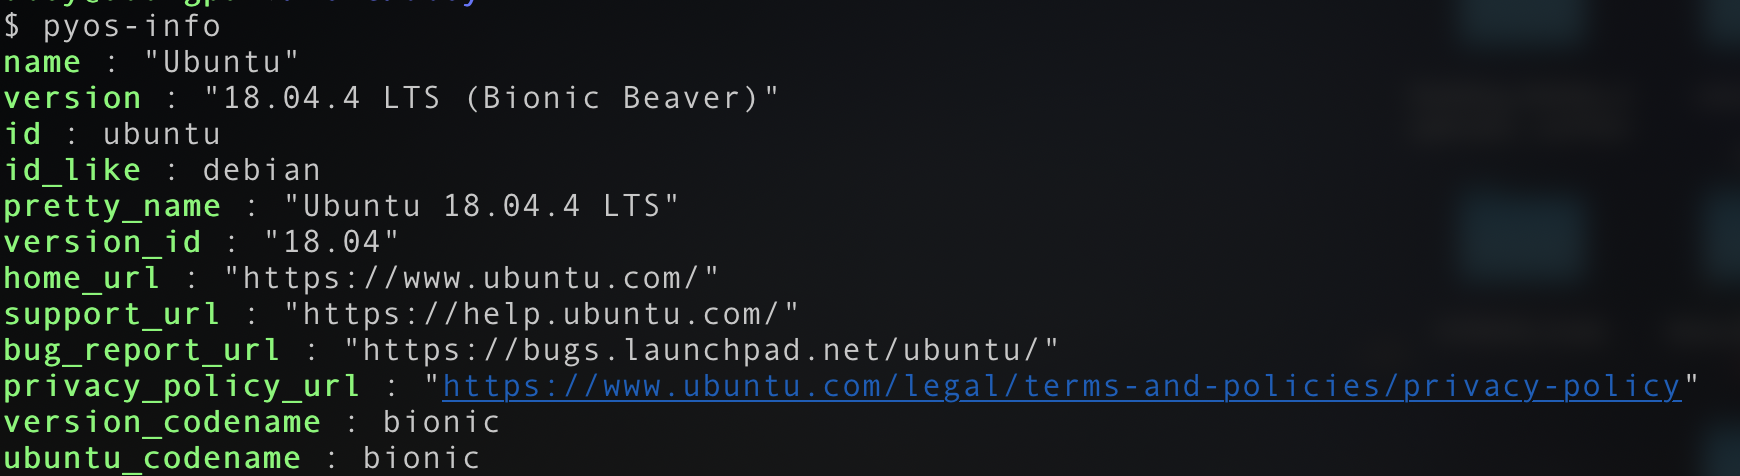 $ pyos-info
name : "Ubuntu"
version : "18.04.4 LTS (Bionic Beaver)"
id : ubuntu
id_like : debian
pretty_name : "Ubuntu 18.04.4 LTS"
version_id : "18.04"
home_url : "https://www.ubuntu.com/"
support_url : "https://help.ubuntu.com/"
bug_report_url : "https://bugs.launchpad.net/ubuntu/"
privacy_policy_url : "https://www.ubuntu.com/legal/terms-and-policies/privacy-policy"
version_codename : bionic
ubuntu_codename : bionic